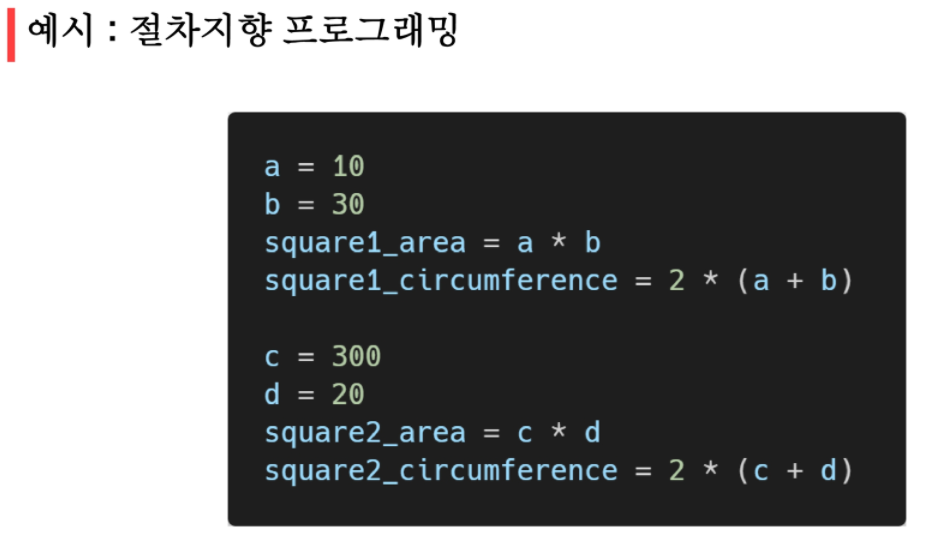 예시 : 절차지향 프로그래밍
a = 10
b = 30
square1_area = a * b
square1_circumference = 2 * (a + b)
c = 300
d = 20
square2_area = c * d
square2_circumference = 2 * (c + d)